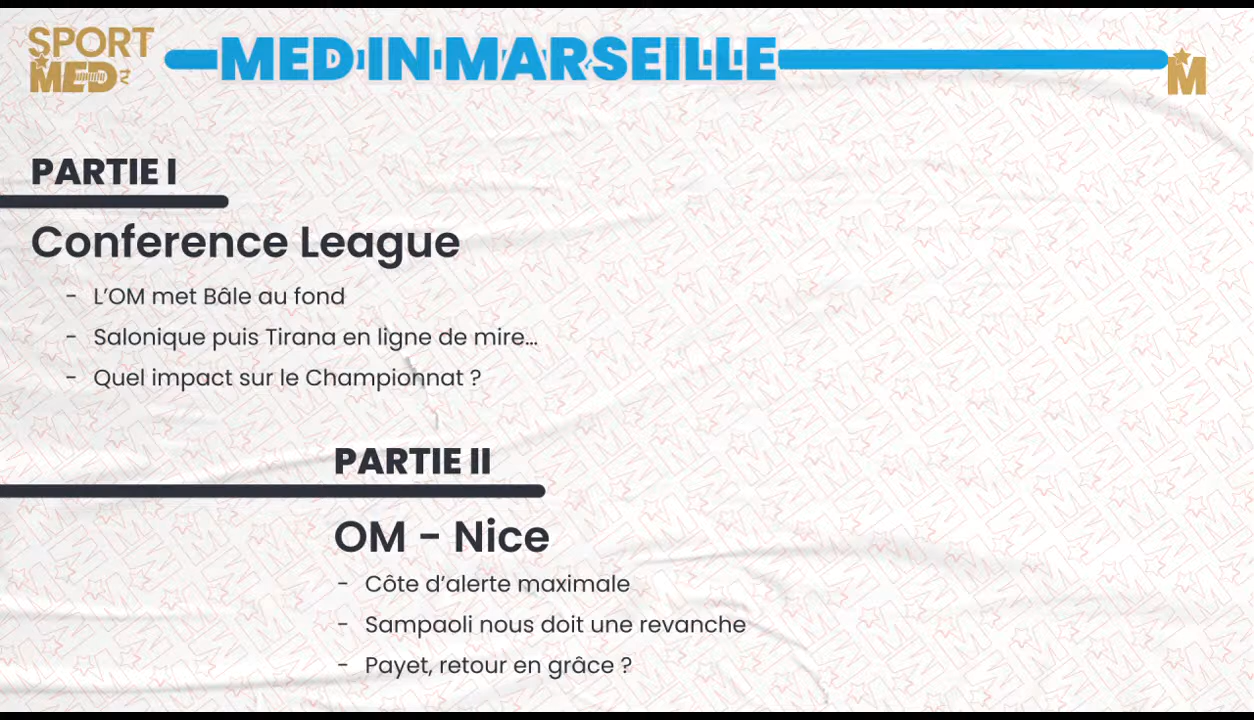 SPORT
MED
MED IN MARSEILLE
M
PARTIE I
Conference League
- L’OM met Bâle au fond
- Salonique puis Tirana en ligne de mire...
- Quel impact sur le Championnat ?
PARTIE II
OM - Nice
- Côte d’alerte maximale
- Sampaoli nous doit une revanche
- Payet, retour en grâce ?